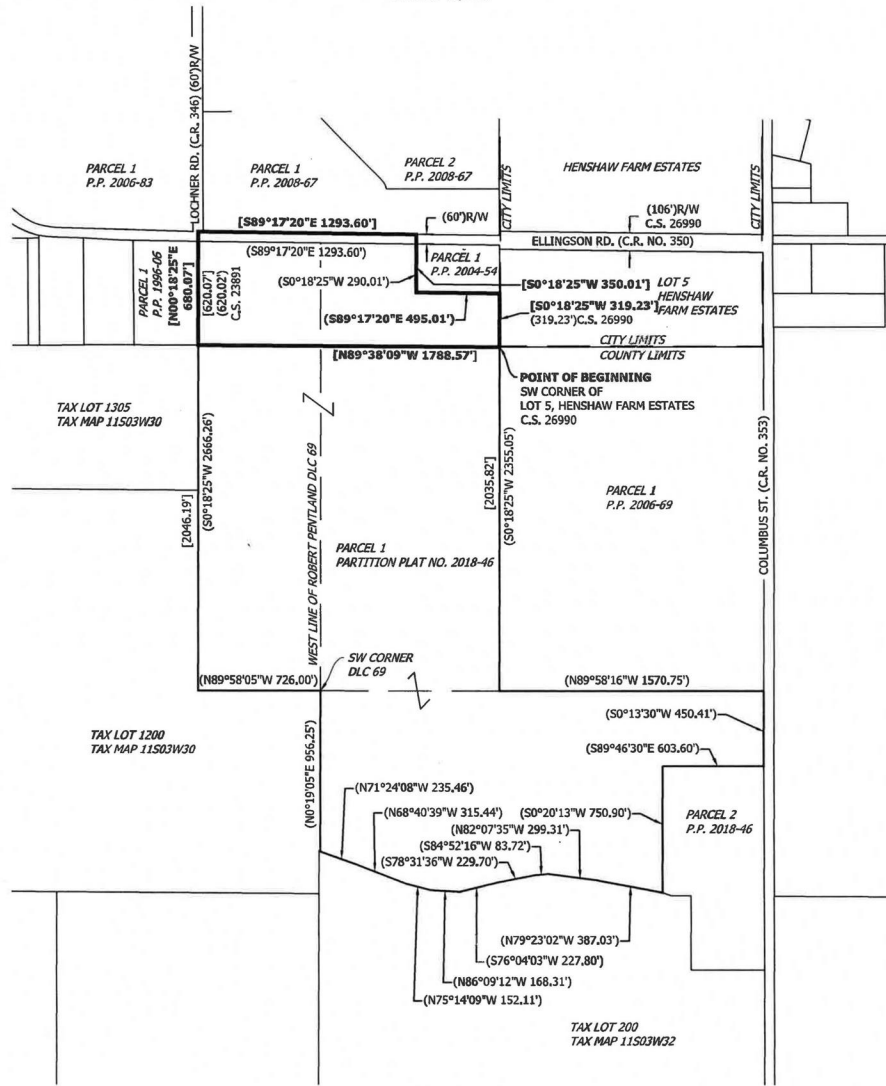 LOCHNER RD. (C.R. 346) (60')R/W
PARCEL 1
P.P. 2006-83
PARCEL 1
P.P. 2008-67
PARCEL 2
P.P. 2008-67
CITY LIMITS
HENSHAW FARM ESTATES
CITY LIMITS
[S89°17'20"E 1293.60']
(60')R/W
(106')R/W
C.S. 26990
ELLINGSON RD. (C.R. NO. 350)
(S89°17'20"E 1293.60')
PARCEL 1
P.P. 2004-54
PARCEL 1
P.P. 1996-06
[N00°18'25"E
680.07']
[620.07']
(620.02')
C.S. 23891
(S0°18'25"W 290.01')
[S0°18'25"W 350.01']
LOT 5
HENSHAW
FARM ESTATES
[S0°18'25"W 319.23']
(319.23')C.S. 26990
(S89°17'20"E 495.01')
CITY LIMITS
COUNTY LIMITS
[N89°38'09"W 1788.57']
POINT OF BEGINNING
SW CORNER OF
LOT 5, HENSHAW FARM ESTATES
C.S. 26990
TAX LOT 1305
TAX MAP 11S03W30
[2046.19']
(S0°18'25"W 2666.26')
WEST LINE OF ROBERT PENTLAND DLC 69
[2035.82']
(S0°18'25"W 2355.05')
PARCEL 1
P.P. 2006-69
COLUMBUS ST. (C.R. NO. 353)
PARCEL 1
PARTITION PLAT NO. 2018-46
SW CORNER
DLC 69
(N89°58'05"W 726.00')
(N89°58'16"W 1570.75')
(S0°13'30"W 450.41')
TAX LOT 1200
TAX MAP 11S03W30
(S89°46'30"E 603.60')
(N0°19'05"E 956.25')
(N71°24'08"W 235.46')
(N68°40'39"W 315.44')
(S0°20'13"W 750.90')
PARCEL 2
P.P. 2018-46
(N82°07'35"W 299.31')
(S84°52'16"W 83.72')
(S78°31'36"W 229.70')
(N79°23'02"W 387.03')
(S76°04'03"W 227.80')
(N86°09'12"W 168.31')
(N75°14'09"W 152.11')
TAX LOT 200
TAX MAP 11S03W32